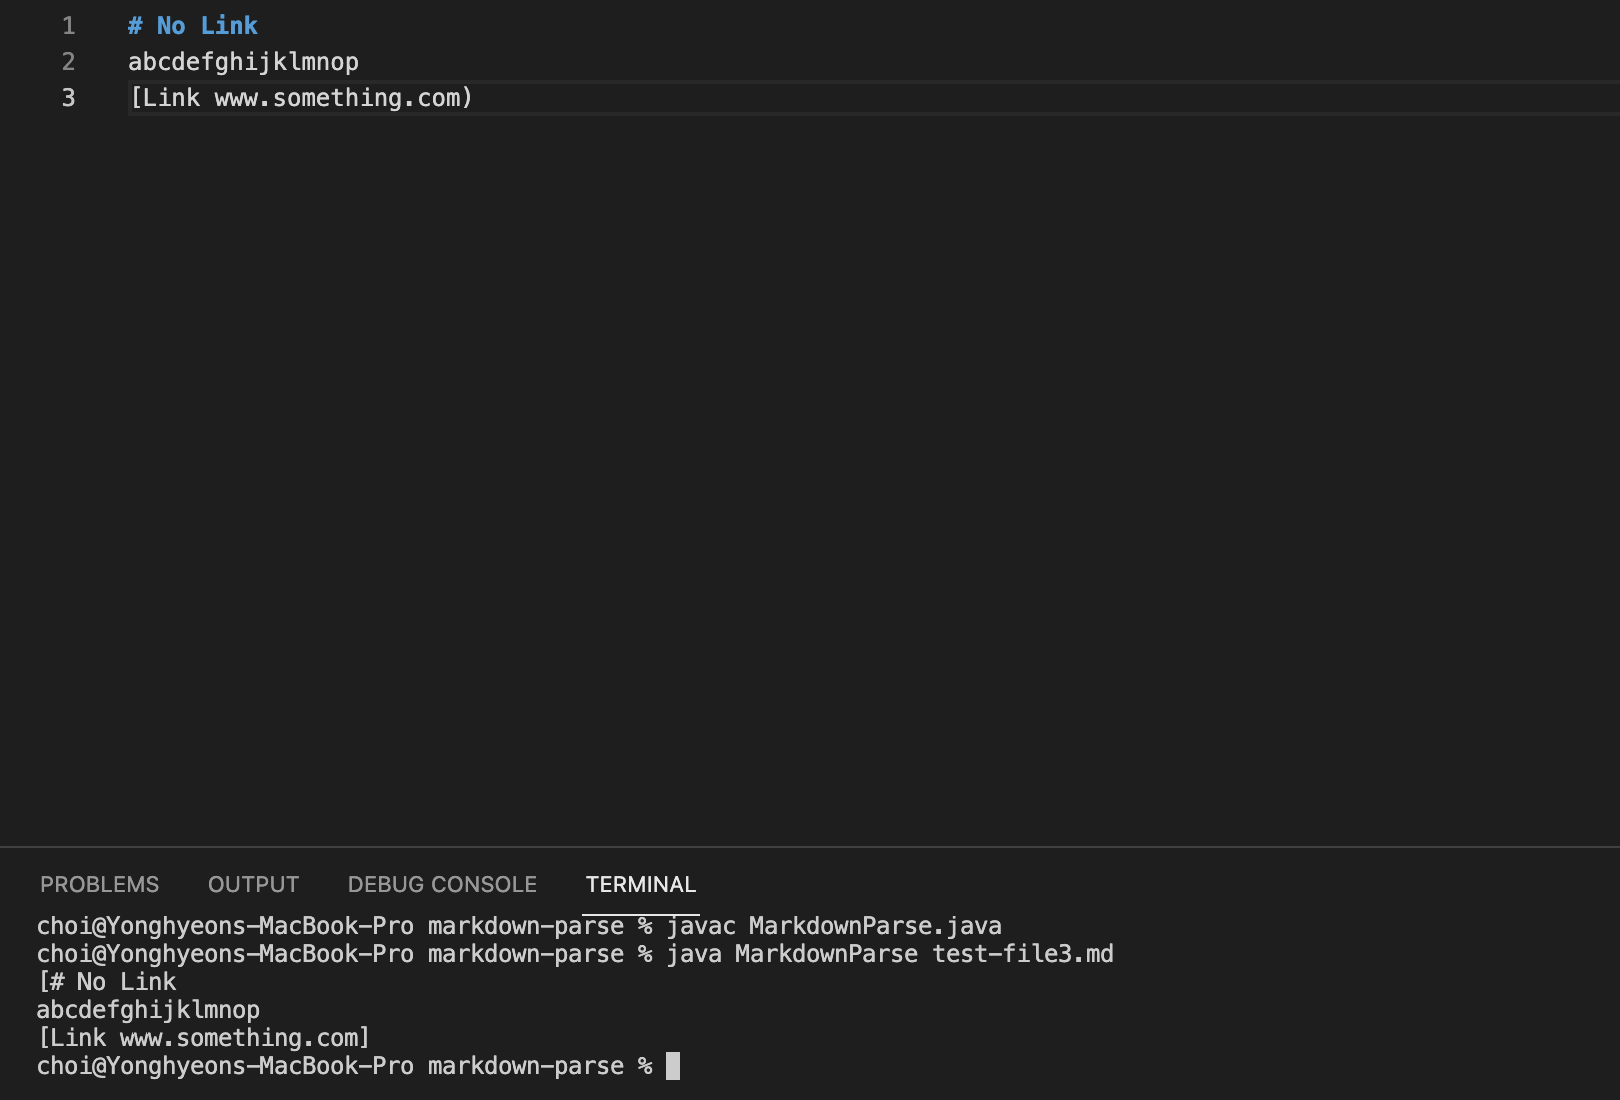 1 # No Link
2 abcdefghijklmnop
3 [Link www.something.com)
PROBLEMS OUTPUT DEBUG CONSOLE TERMINAL
choi@Yonghyeons-MacBook-Pro markdown-parse % javac MarkdownParse.java
choi@Yonghyeons-MacBook-Pro markdown-parse % java MarkdownParse test-file3.md
[# No Link
abcdefghijklmnop
[Link www.something.com]
choi@Yonghyeons-MacBook-Pro markdown-parse %